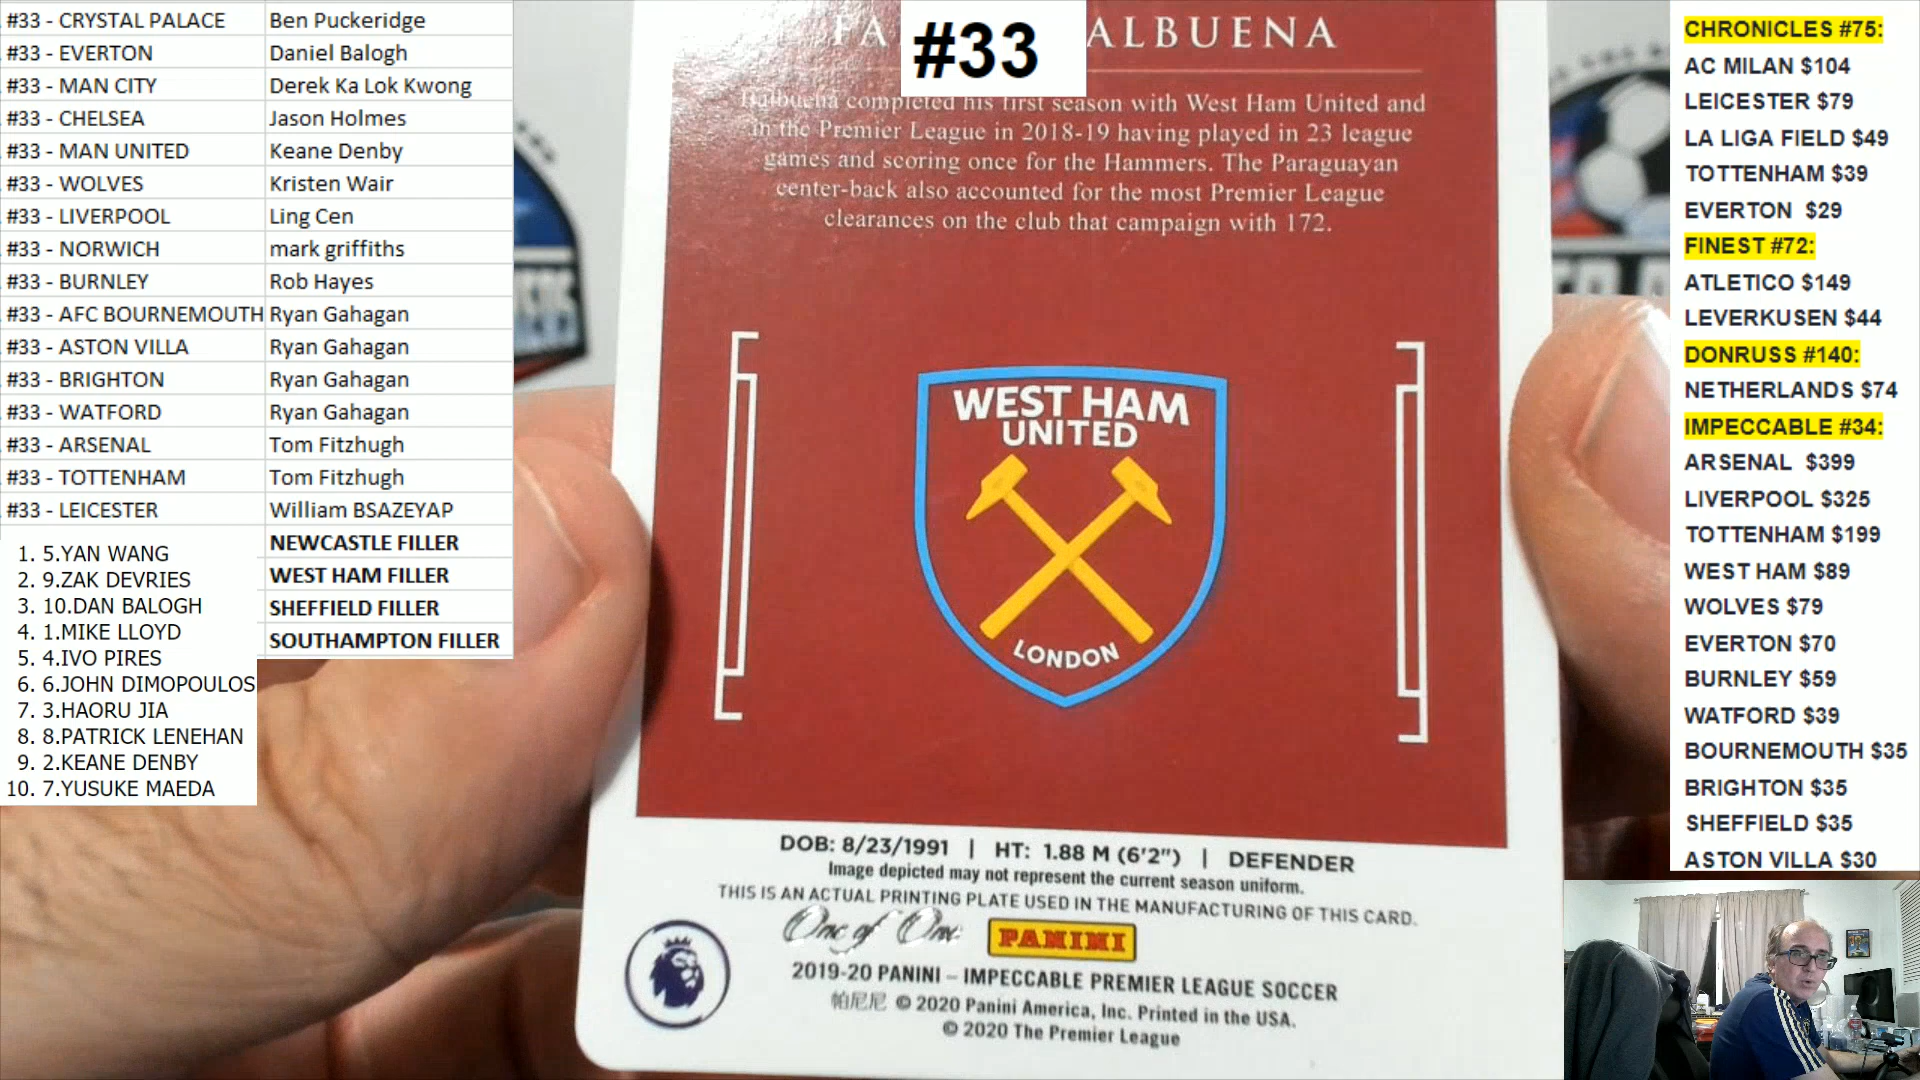 #33 - CRYSTAL PALACE Ben Puckeridge
#33 - EVERTON Daniel Balogh
#33 - MAN CITY Derek Ka Lok Kwong
#33 - CHELSEA Jason Holmes
#33 - MAN UNITED Keane Denby
#33 - WOLVES Kristen Wair
#33 - LIVERPOOL Ling Cen
#33 - NORWICH mark griffiths
#33 - BURNLEY Rob Hayes
#33 - AFC BOURNEMOUTH Ryan Gahagan
#33 - ASTON VILLA Ryan Gahagan
#33 - BRIGHTON Ryan Gahagan
#33 - WATFORD Ryan Gahagan
#33 - ARSENAL Tom Fitzhugh
#33 - TOTTENHAM Tom Fitzhugh
#33 - LEICESTER William BSAZEYAP
NEWCASTLE FILLER
WEST HAM FILLER
SHEFFIELD FILLER
SOUTHAMPTON FILLER
1. 5.YAN WANG
2. 9.ZAK DEVRIES
3. 10.DAN BALOGH
4. 1.MIKE LLOYD
5. 4.IVO PIRES
6. 6.JOHN DIMOPOULOS
7. 3.HAORU JIA
8. 8.PATRICK LENEHAN
9. 2.KEANE DENBY
10. 7.YUSUKE MAEDA
#33
FA ALBUENA
Balbuena completed his first season with West Ham United and
in the Premier League in 2018-19 having played in 23 league
games and scoring once for the Hammers. The Paraguayan
center-back also accounted for the most Premier League
clearances on the club that campaign with 172.
WEST HAM
UNITED
LONDON
DOB: 8/23/1991 | HT: 1.88 M (6'2") | DEFENDER
Image depicted may not represent the current season uniform.
THIS IS AN ACTUAL PRINTING PLATE USED IN THE MANUFACTURING OF THIS CARD.
One of One PANINI
2019-20 PANINI – IMPECCABLE PREMIER LEAGUE SOCCER
帕尼尼 © 2020 Panini America, Inc. Printed in the USA.
© 2020 The Premier League
CHRONICLES #75:
AC MILAN $104
LEICESTER $79
LA LIGA FIELD $49
TOTTENHAM $39
EVERTON $29
FINEST #72:
ATLETICO $149
LEVERKUSEN $44
DONRUSS #140:
NETHERLANDS $74
IMPECCABLE #34:
ARSENAL $399
LIVERPOOL $325
TOTTENHAM $199
WEST HAM $89
WOLVES $79
EVERTON $70
BURNLEY $59
WATFORD $39
BOURNEMOUTH $35
BRIGHTON $35
SHEFFIELD $35
ASTON VILLA $30